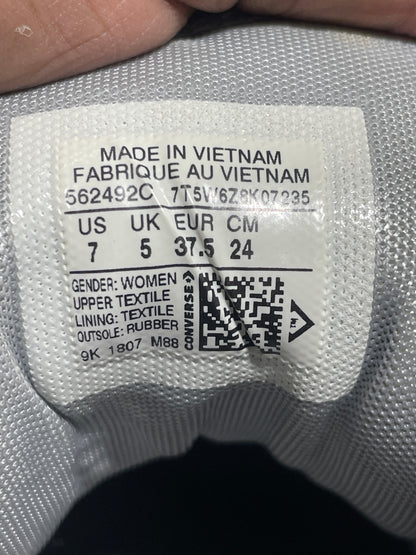 MADE IN VIETNAM
FABRIQUE AU VIETNAM
562492C 7T5W6Z8K07235
US UK EUR CM
7 5 37.5 24
GENDER: WOMEN
UPPER TEXTILE
LINING: TEXTILE
OUTSOLE: RUBBER
9K 1807 M88
CONVERSE
TM